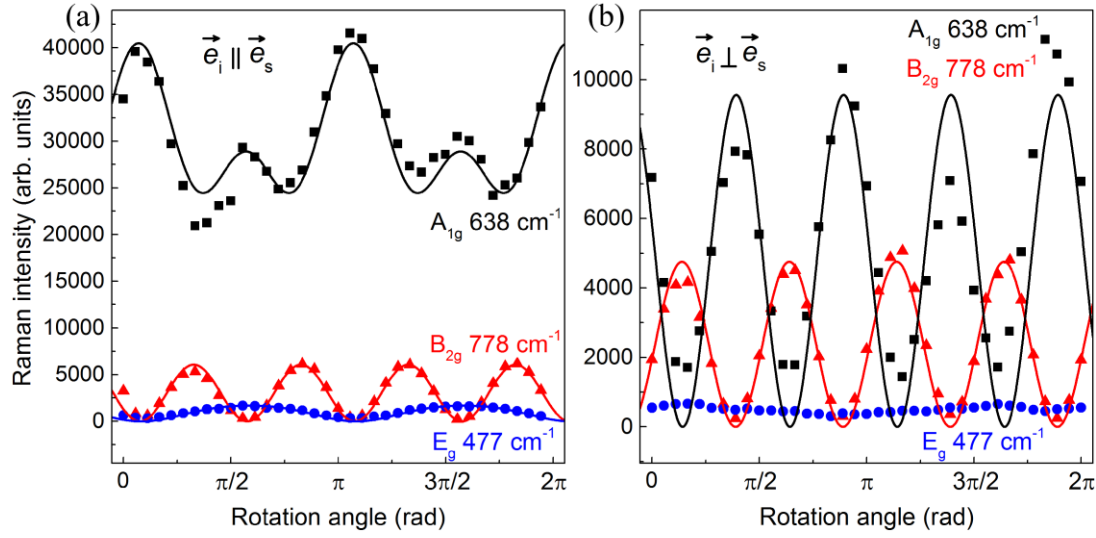 (a)
e⃗ᵢ ∥ e⃗ₛ
40000
35000
30000
25000
20000
15000
10000
5000
0
Raman intensity (arb. units)
A₁g 638 cm⁻¹
B₂g 778 cm⁻¹
E_g 477 cm⁻¹
0 π/2 π 3π/2 2π
Rotation angle (rad)
(b)
A₁g 638 cm⁻¹
e⃗ᵢ ⊥ e⃗ₛ
B₂g 778 cm⁻¹
10000
8000
6000
4000
2000
0
E_g 477 cm⁻¹
0 π/2 π 3π/2 2π
Rotation angle (rad)